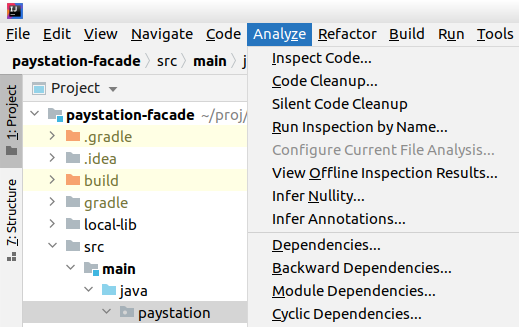 IJ
File Edit View Navigate Code Analyze Refactor Build Run Tools
paystation-facade src main j
1: Project
7: Structure
Project
paystation-facade ~/proj/
.gradle
.idea
build
gradle
local-lib
src
main
java
paystation
Inspect Code...
Code Cleanup...
Silent Code Cleanup
Run Inspection by Name...
Configure Current File Analysis...
View Offline Inspection Results...
Infer Nullity...
Infer Annotations...
Dependencies...
Backward Dependencies...
Module Dependencies...
Cyclic Dependencies...